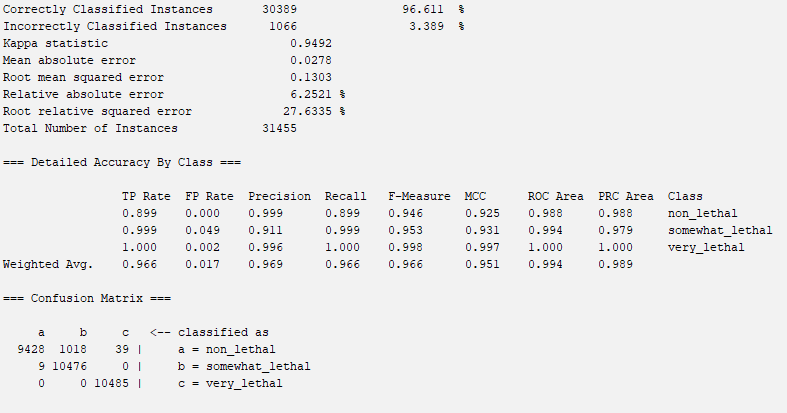 Correctly Classified Instances 30389 96.611 %
Incorrectly Classified Instances 1066 3.389 %
Kappa statistic 0.9492
Mean absolute error 0.0278
Root mean squared error 0.1303
Relative absolute error 6.2521 %
Root relative squared error 27.6335 %
Total Number of Instances 31455
=== Detailed Accuracy By Class ===
TP Rate FP Rate Precision Recall F-Measure MCC ROC Area PRC Area Class
0.899 0.000 0.999 0.899 0.946 0.925 0.988 0.988 non_lethal
0.999 0.049 0.911 0.999 0.953 0.931 0.994 0.979 somewhat_lethal
1.000 0.002 0.996 1.000 0.998 0.997 1.000 1.000 very_lethal
Weighted Avg. 0.966 0.017 0.969 0.966 0.966 0.951 0.994 0.989
=== Confusion Matrix ===
a b c <-- classified as
9428 1018 39 | a = non_lethal
9 10476 0 | b = somewhat_lethal
0 0 10485 | c = very_lethal